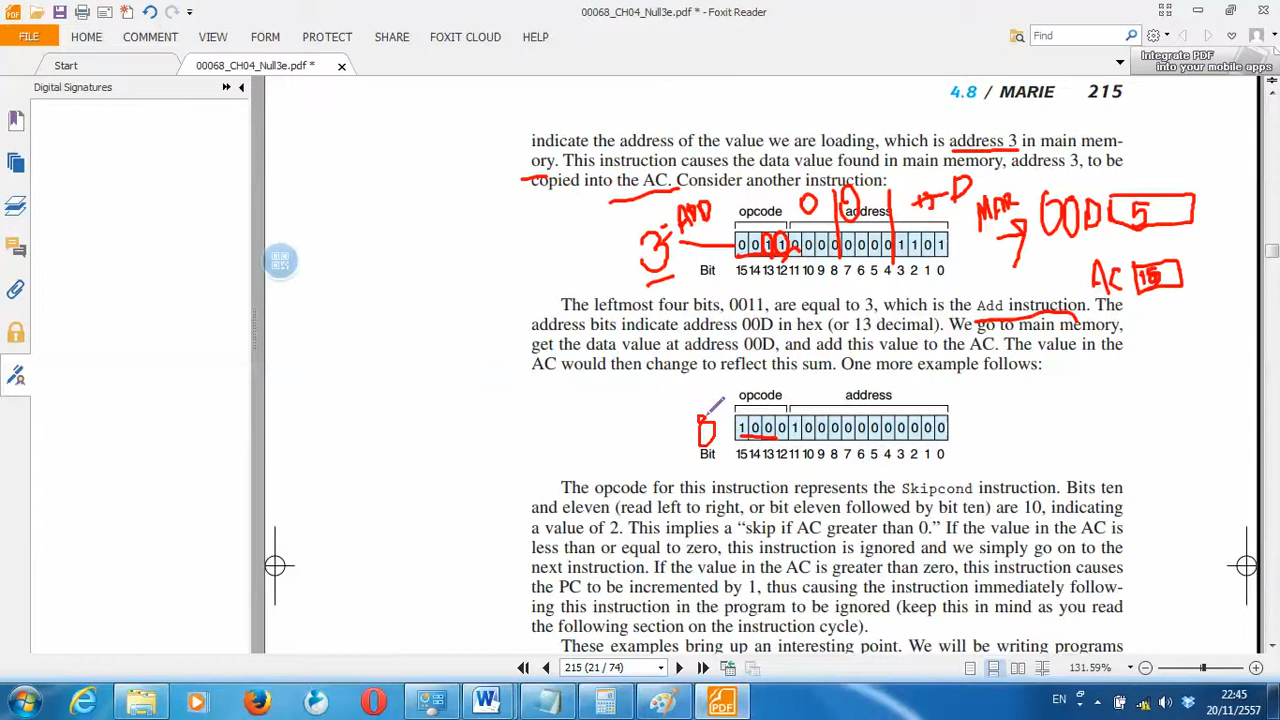 00068_CH04_Null3e.pdf * - Foxit Reader
FILE HOME COMMENT VIEW FORM PROTECT SHARE FOXIT CLOUD HELP
Find
Integrate PDF
into your mobile apps
Start
00068_CH04_Null3e.pdf *
Digital Signatures
4.8 / MARIE 215
indicate the address of the value we are loading, which is address 3 in main mem-
ory. This instruction causes the data value found in main memory, address 3, to be
copied into the AC. Consider another instruction:
opcode address
0 0 1 1 0 0 0 0 0 0 0 0 1 1 0 1
Bit 15 14 13 12 11 10 9 8 7 6 5 4 3 2 1 0
3 ADD 0 0 D
MAR 00D 5
AC 15
The leftmost four bits, 0011, are equal to 3, which is the Add instruction. The
address bits indicate address 00D in hex (or 13 decimal). We go to main memory,
get the data value at address 00D, and add this value to the AC. The value in the
AC would then change to reflect this sum. One more example follows:
opcode address
1 0 0 0 1 0 0 0 0 0 0 0 0 0 0 0
Bit 15 14 13 12 11 10 9 8 7 6 5 4 3 2 1 0
The opcode for this instruction represents the Skipcond instruction. Bits ten
and eleven (read left to right, or bit eleven followed by bit ten) are 10, indicating
a value of 2. This implies a “skip if AC greater than 0.” If the value in the AC is
less than or equal to zero, this instruction is ignored and we simply go on to the
next instruction. If the value in the AC is greater than zero, this instruction causes
the PC to be incremented by 1, thus causing the instruction immediately follow-
ing this instruction in the program to be ignored (keep this in mind as you read
the following section on the instruction cycle).
These examples bring up an interesting point. We will be writing programs
215 (21 / 74)
131.59%
EN
22:45
20/11/2557